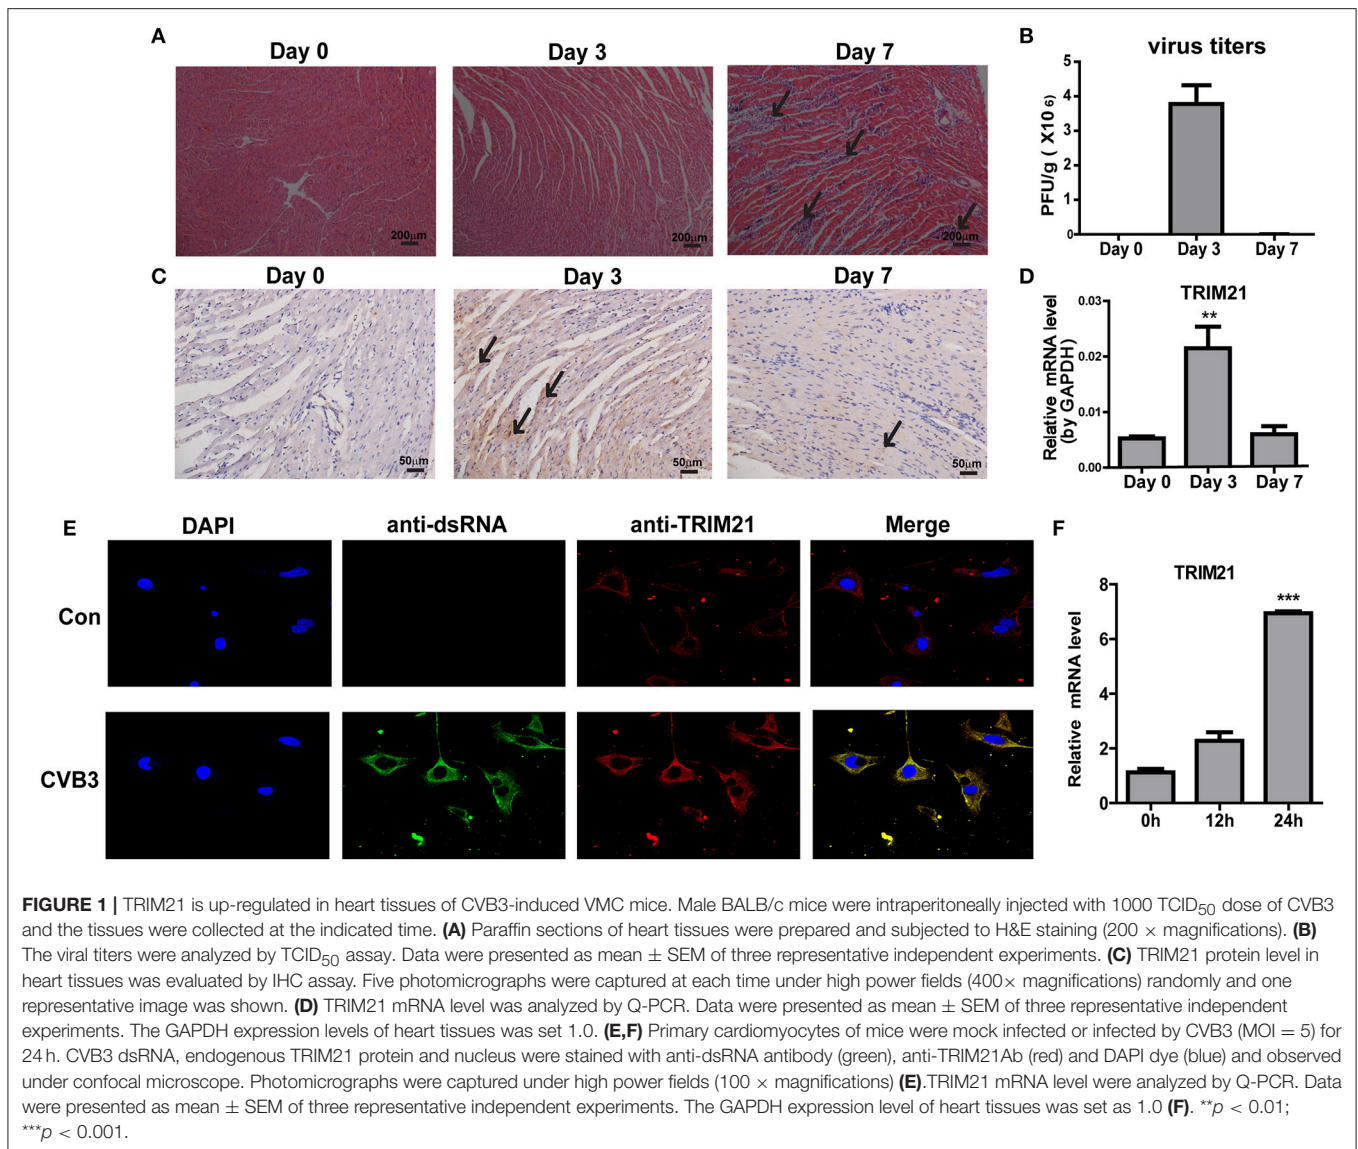 A
Day 0
Day 3
Day 7
200µm
200µm
200µm
B
virus titers
PFU/g ( X10 6)
5
4
3
2
1
0
Day 0
Day 3
Day 7
C
Day 0
Day 3
Day 7
50µm
50µm
50µm
D
TRIM21
**
Relative mRNA level
(by GAPDH)
0.03
0.02
0.01
0.00
Day 0
Day 3
Day 7
E
DAPI
anti-dsRNA
anti-TRIM21
Merge
Con
CVB3
F
TRIM21
***
Relative mRNA level
8
6
4
2
0
0h
12h
24h
FIGURE 1 | TRIM21 is up-regulated in heart tissues of CVB3-induced VMC mice. Male BALB/c mice were intraperitoneally injected with 1000 TCID50 dose of CVB3
and the tissues were collected at the indicated time. (A) Paraffin sections of heart tissues were prepared and subjected to H&E staining (200 × magnifications). (B)
The viral titers were analyzed by TCID50 assay. Data were presented as mean ± SEM of three representative independent experiments. (C) TRIM21 protein level in
heart tissues was evaluated by IHC assay. Five photomicrographs were captured at each time under high power fields (400× magnifications) randomly and one
representative image was shown. (D) TRIM21 mRNA level was analyzed by Q-PCR. Data were presented as mean ± SEM of three representative independent
experiments. The GAPDH expression levels of heart tissues was set 1.0. (E,F) Primary cardiomyocytes of mice were mock infected or infected by CVB3 (MOI = 5) for
24 h. CVB3 dsRNA, endogenous TRIM21 protein and nucleus were stained with anti-dsRNA antibody (green), anti-TRIM21Ab (red) and DAPI dye (blue) and observed
under confocal microscope. Photomicrographs were captured under high power fields (100 × magnifications) (E).TRIM21 mRNA level were analyzed by Q-PCR. Data
were presented as mean ± SEM of three representative independent experiments. The GAPDH expression level of heart tissues was set as 1.0 (F). **p < 0.01;
***p < 0.001.